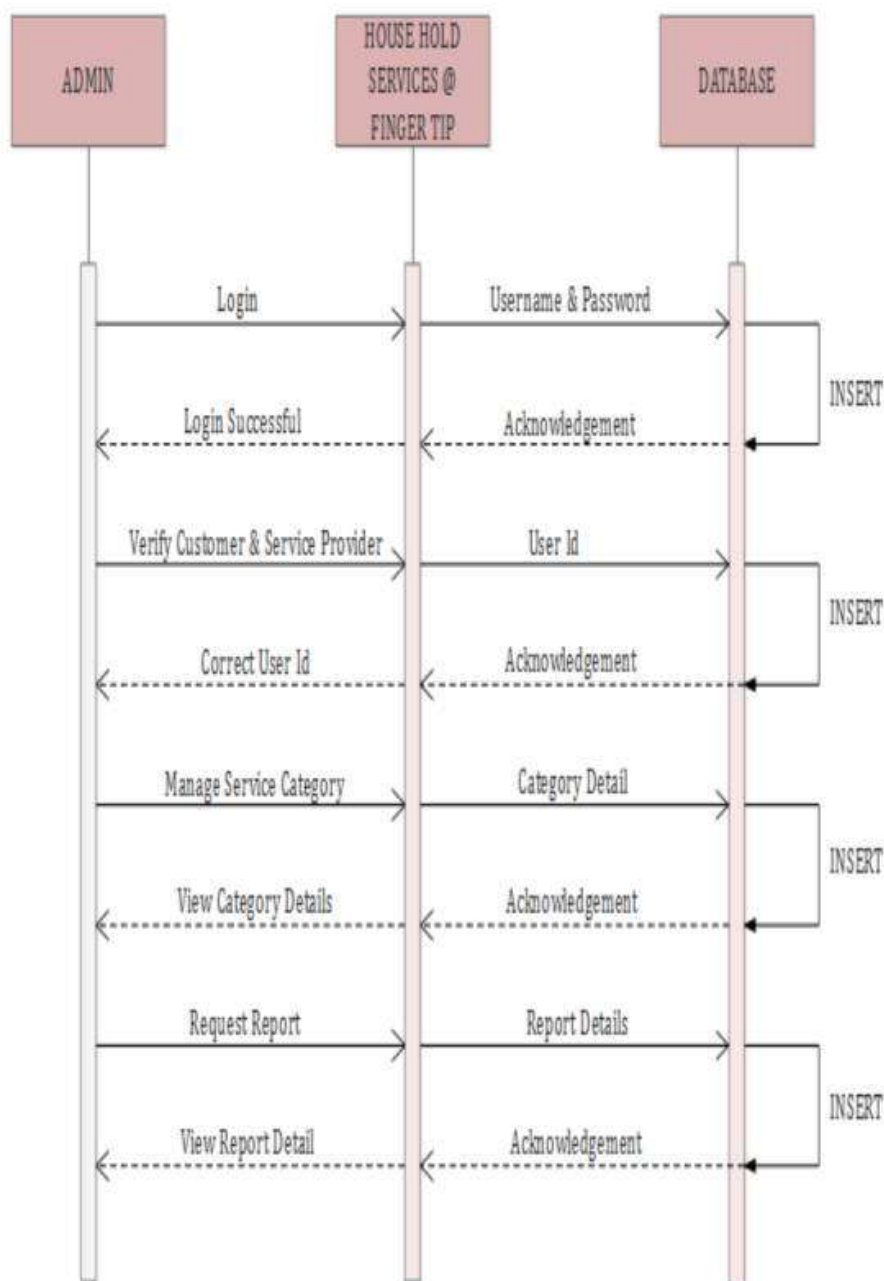 ADMIN
HOUSE HOLD
SERVICES @
FINGER TIP
DATABASE
Login
Username & Password
INSERT
Login Successful
Acknowledgement
Verify Customer & Service Provider
User Id
INSERT
Correct User Id
Acknowledgement
Manage Service Category
Category Detail
INSERT
View Category Details
Acknowledgement
Request Report
Report Details
INSERT
View Report Detail
Acknowledgement